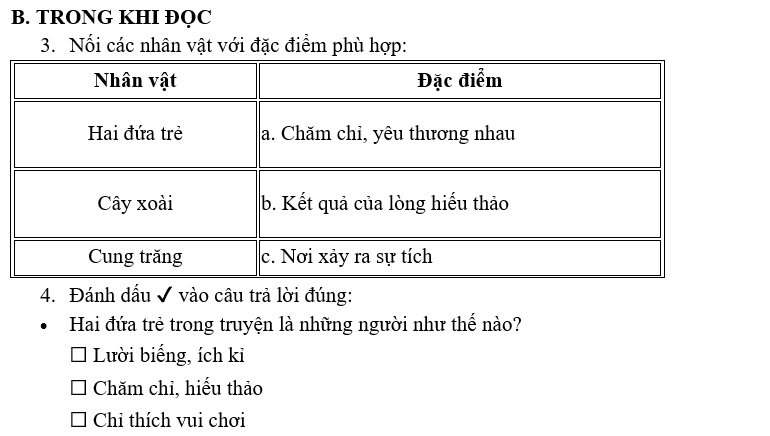 B. TRONG KHI ĐỌC
3. Nối các nhân vật với đặc điểm phù hợp:
Nhân vật Đặc điểm
Hai đứa trẻ a. Chăm chỉ, yêu thương nhau
Cây xoài b. Kết quả của lòng hiếu thảo
Cung trăng c. Nơi xảy ra sự tích
4. Đánh dấu ✓ vào câu trả lời đúng:
• Hai đứa trẻ trong truyện là những người như thế nào?
☐ Lười biếng, ích kỉ
☐ Chăm chỉ, hiếu thảo
☐ Chỉ thích vui chơi